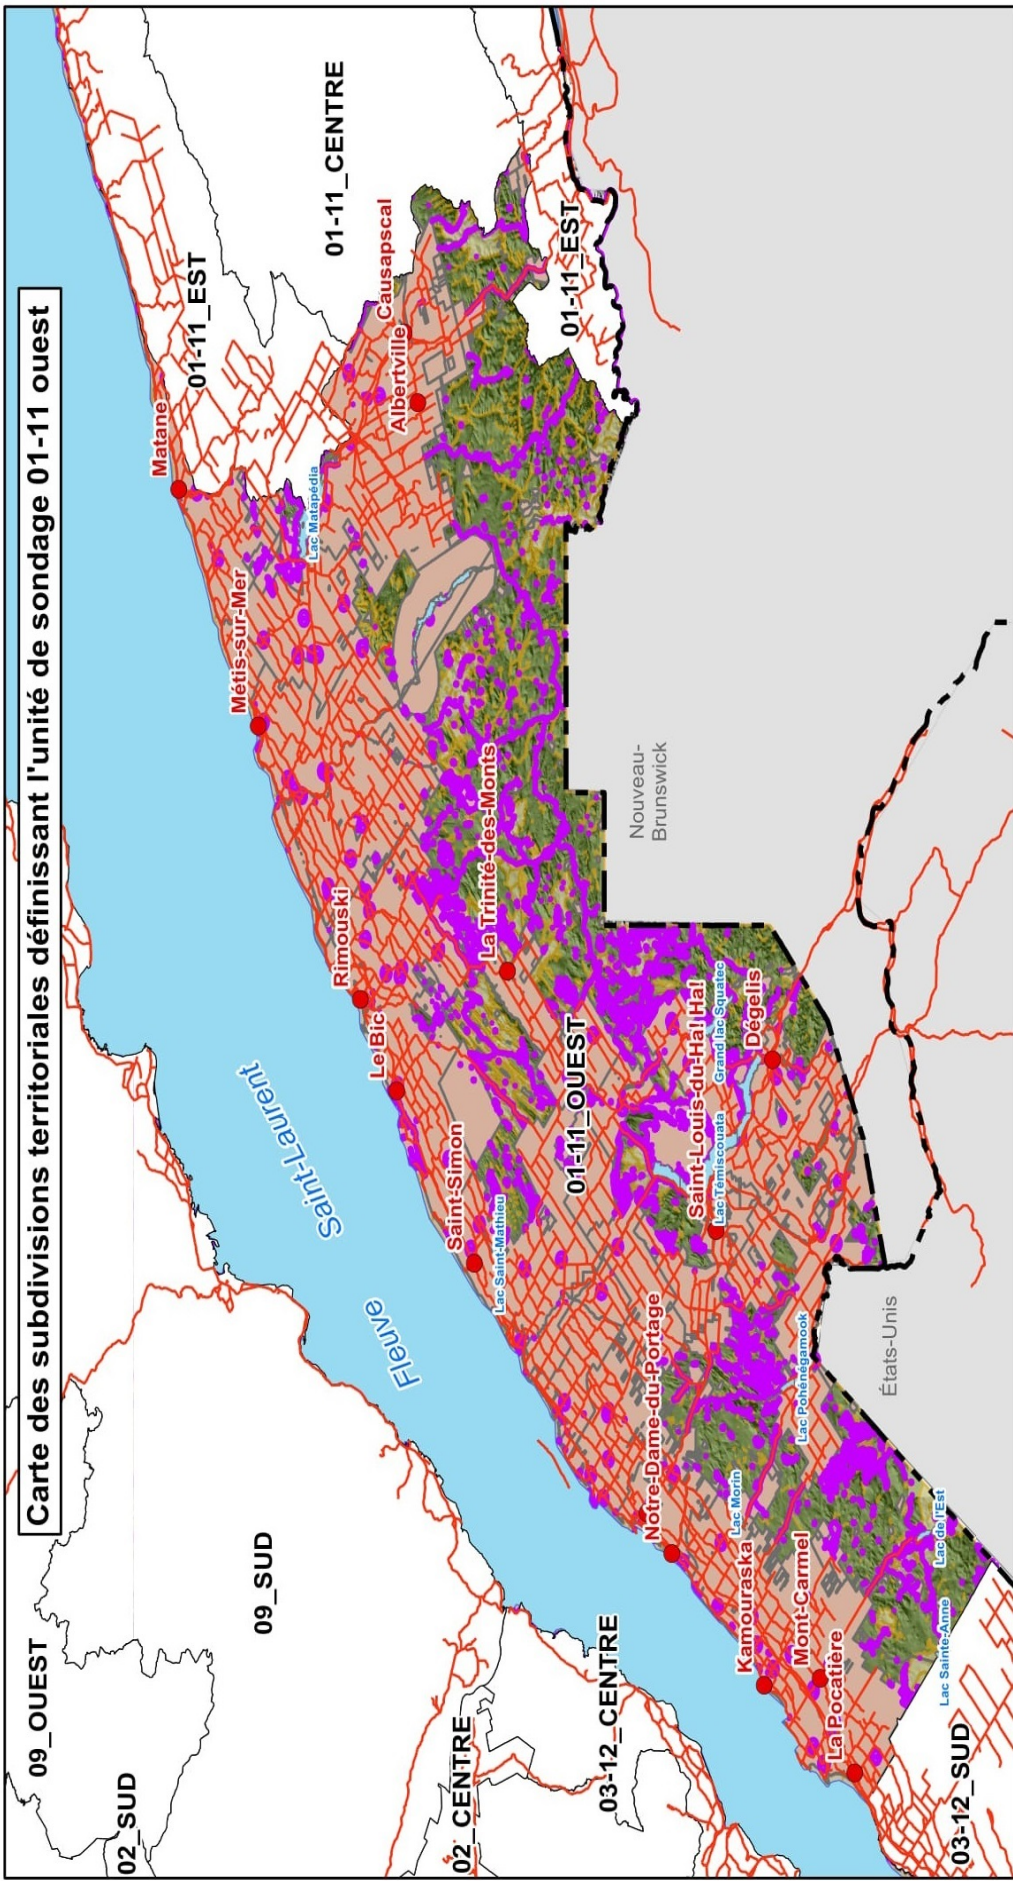 Carte des subdivisions territoriales définissant l'unité de sondage 01-11 ouest
09_OUEST
02_SUD
09_SUD
02_CENTRE
03-12_CENTRE
03-12_SUD
01-11_EST
01-11_CENTRE
01-11_EST
01-11_OUEST
Fleuve
Saint-Laurent
Matane
Causapscal
Albertville
Lac Matapédia
Métis-sur-Mer
Rimouski
Le Bic
La Trinité-des-Monts
Saint-Simon
Lac Saint-Mathieu
Saint-Louis-du-Ha! Ha!
Lac Témiscouata
Grand lac Squatec
Dégelis
Notre-Dame-du-Portage
Lac Pohénégamook
Lac Morin
Kamouraska
Mont-Carmel
La Pocatière
Lac de l'Est
Lac Sainte-Anne
Nouveau-
Brunswick
États-Unis